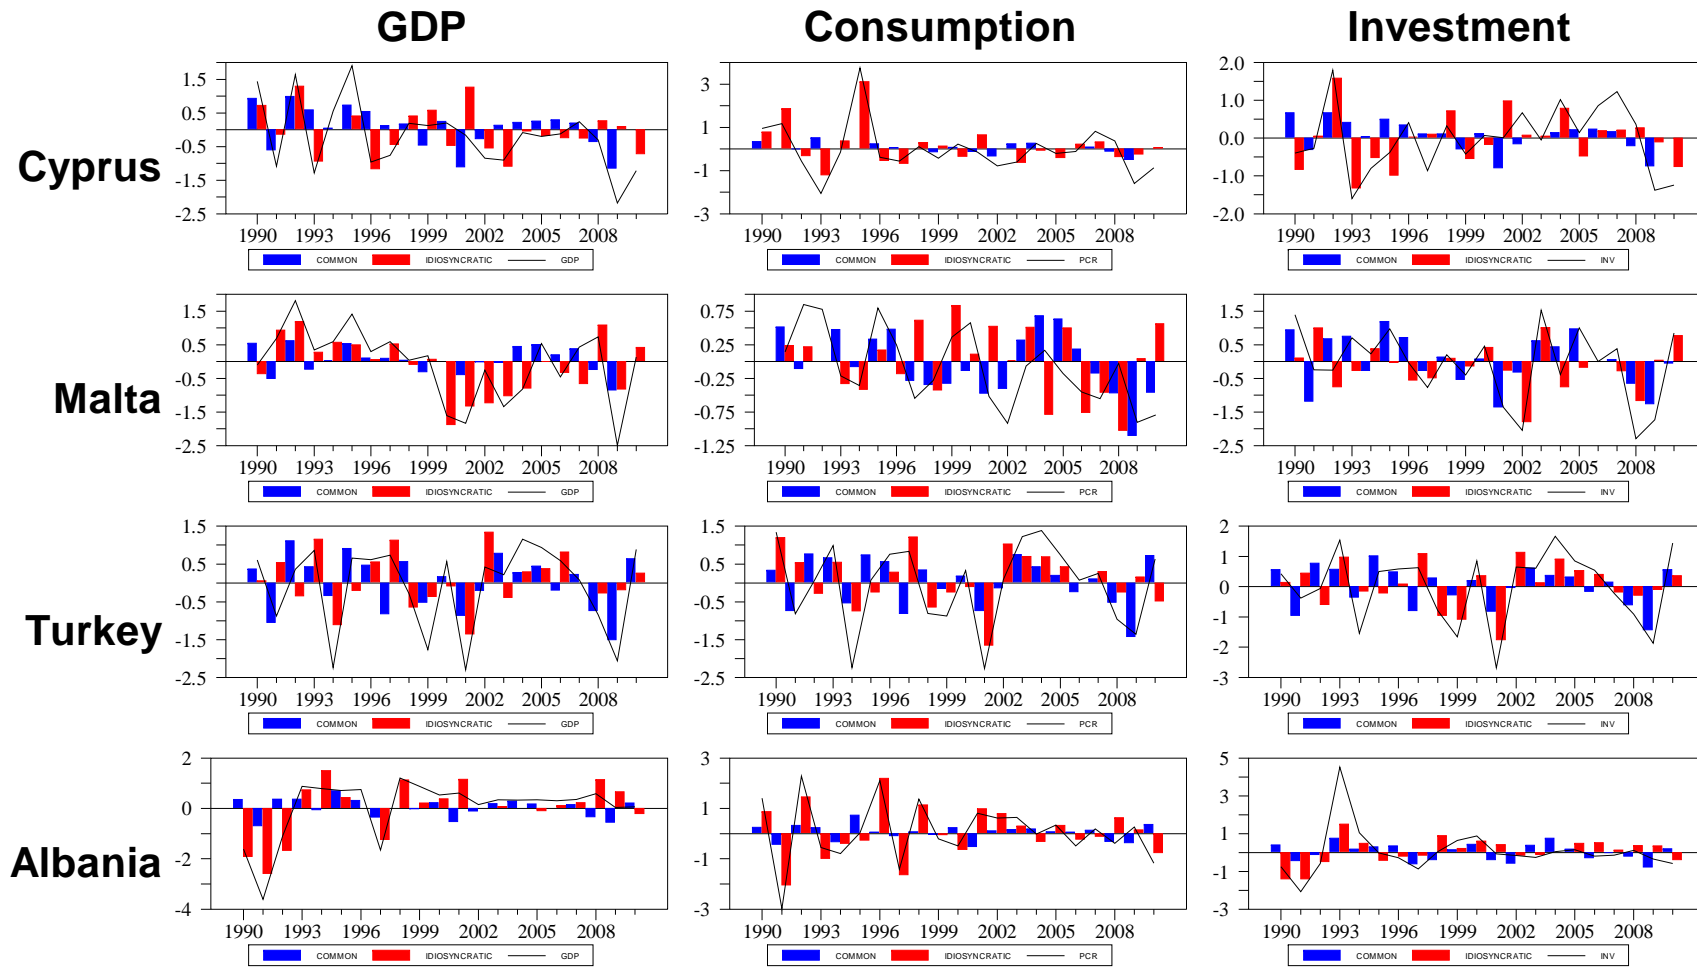 GDP Consumption Investment
Cyprus
1.5
0.5
-0.5
-1.5
-2.5
1990 1993 1996 1999 2002 2005 2008
COMMON IDIOSYNCRATIC GDP
3
1
-1
-3
1990 1993 1996 1999 2002 2005 2008
COMMON IDIOSYNCRATIC PCR
2.0
1.0
0.0
-1.0
-2.0
1990 1993 1996 1999 2002 2005 2008
COMMON IDIOSYNCRATIC INV
Malta
1.5
0.5
-0.5
-1.5
-2.5
1990 1993 1996 1999 2002 2005 2008
COMMON IDIOSYNCRATIC GDP
0.75
0.25
-0.25
-0.75
-1.25
1990 1993 1996 1999 2002 2005 2008
COMMON IDIOSYNCRATIC PCR
1.5
0.5
-0.5
-1.5
-2.5
1990 1993 1996 1999 2002 2005 2008
COMMON IDIOSYNCRATIC INV
Turkey
1.5
0.5
-0.5
-1.5
-2.5
1990 1993 1996 1999 2002 2005 2008
COMMON IDIOSYNCRATIC GDP
1.5
0.5
-0.5
-1.5
-2.5
1990 1993 1996 1999 2002 2005 2008
COMMON IDIOSYNCRATIC PCR
2
1
0
-1
-2
-3
1990 1993 1996 1999 2002 2005 2008
COMMON IDIOSYNCRATIC INV
Albania
2
0
-2
-4
1990 1993 1996 1999 2002 2005 2008
COMMON IDIOSYNCRATIC GDP
3
1
-1
-3
1990 1993 1996 1999 2002 2005 2008
COMMON IDIOSYNCRATIC PCR
5
3
1
-1
-3
1990 1993 1996 1999 2002 2005 2008
COMMON IDIOSYNCRATIC INV